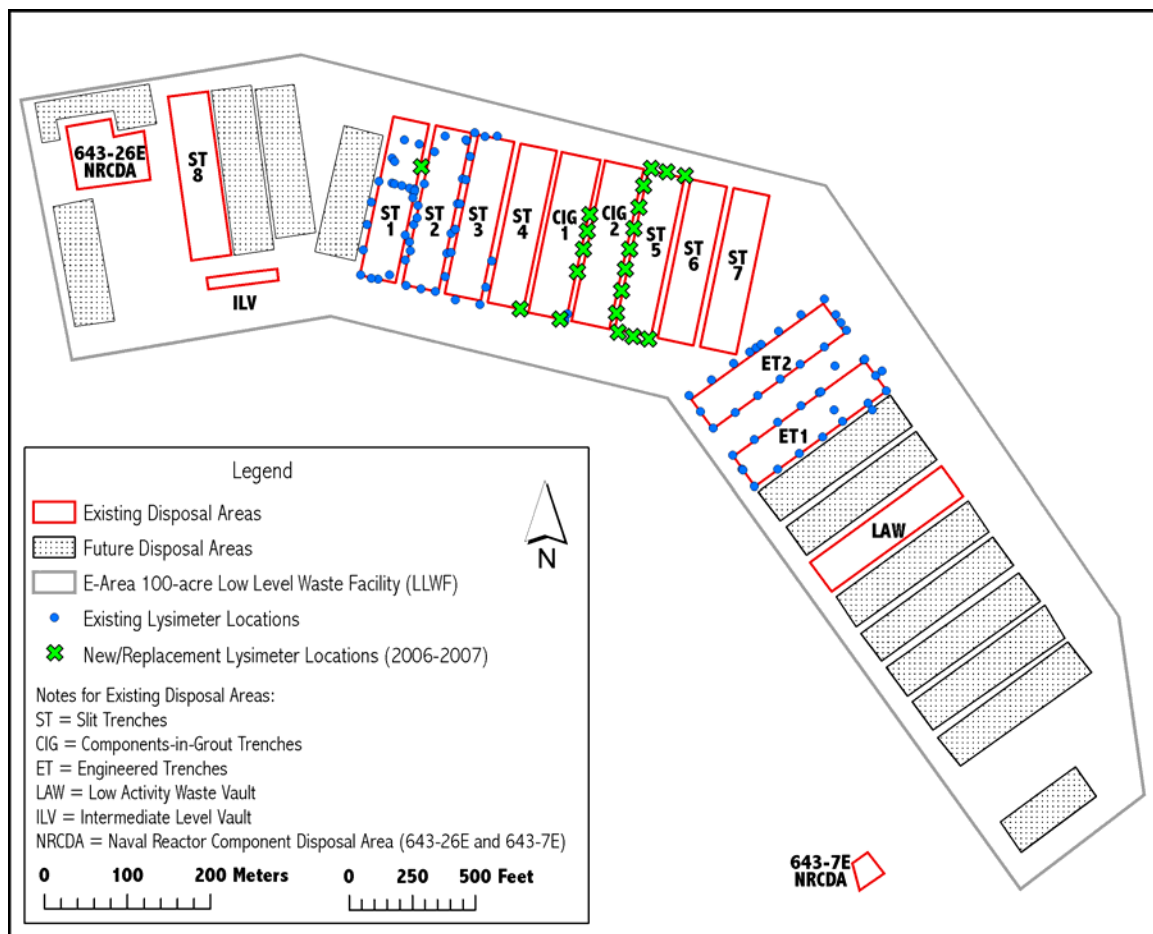 643-26E
NRCDA
ST
8
ILV
ST
1
ST
2
ST
3
ST
4
CIG
1
CIG
2
ST
5
ST
6
ST
7
ET2
ET1
LAW
643-7E
NRCDA
Legend
Existing Disposal Areas
Future Disposal Areas
E-Area 100-acre Low Level Waste Facility (LLWF)
Existing Lysimeter Locations
New/Replacement Lysimeter Locations (2006-2007)
N
Notes for Existing Disposal Areas:
ST = Slit Trenches
CIG = Components-in-Grout Trenches
ET = Engineered Trenches
LAW = Low Activity Waste Vault
ILV = Intermediate Level Vault
NRCDA = Naval Reactor Component Disposal Area (643-26E and 643-7E)
0 100 200 Meters
0 250 500 Feet